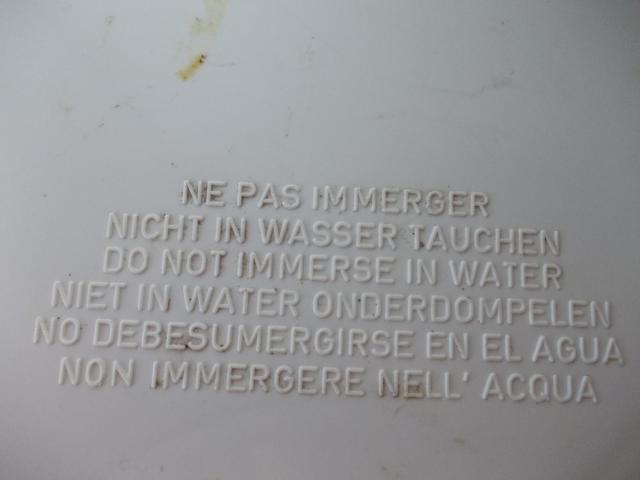 NE PAS IMMERGER
NICHT IN WASSER TAUCHEN
DO NOT IMMERSE IN WATER
NIET IN WATER ONDERDOMPELEN
NO DEBESUMERGIRSE EN EL AGUA
NON IMMERGERE NELL' ACQUA